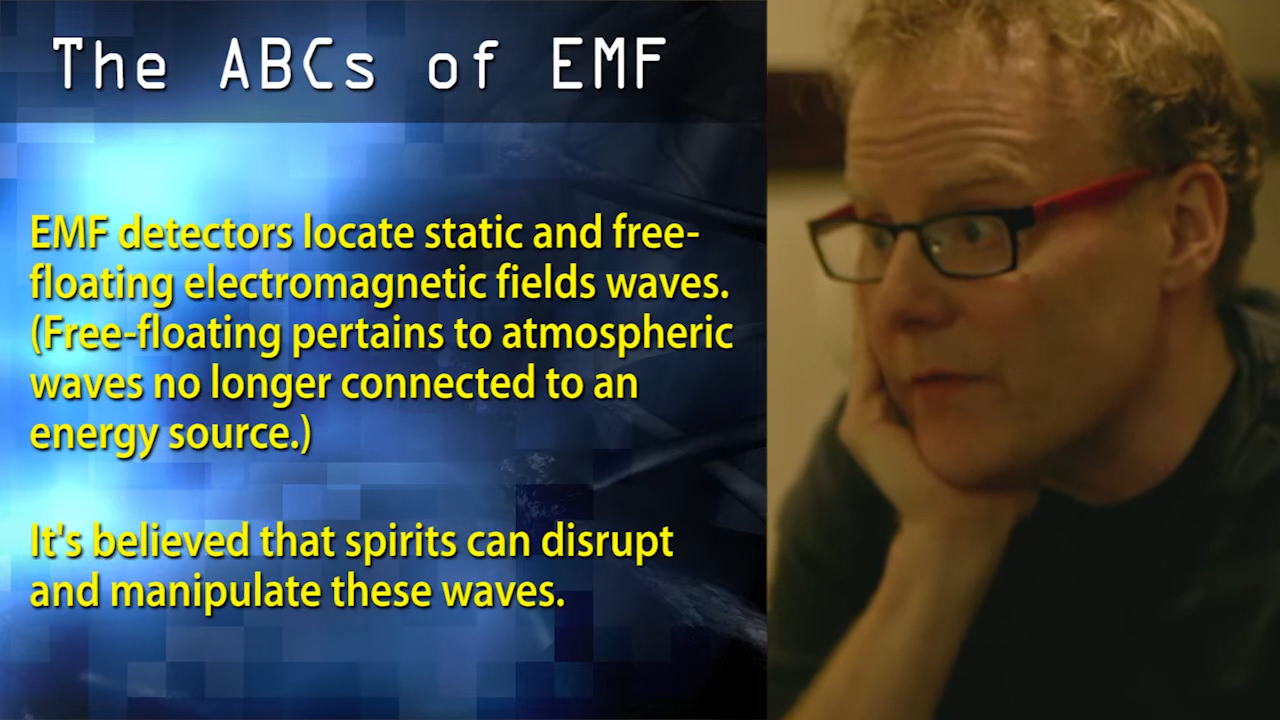 The ABCs of EMF
EMF detectors locate static and free-
floating electromagnetic fields waves.
(Free-floating pertains to atmospheric
waves no longer connected to an
energy source.)
It's believed that spirits can disrupt
and manipulate these waves.